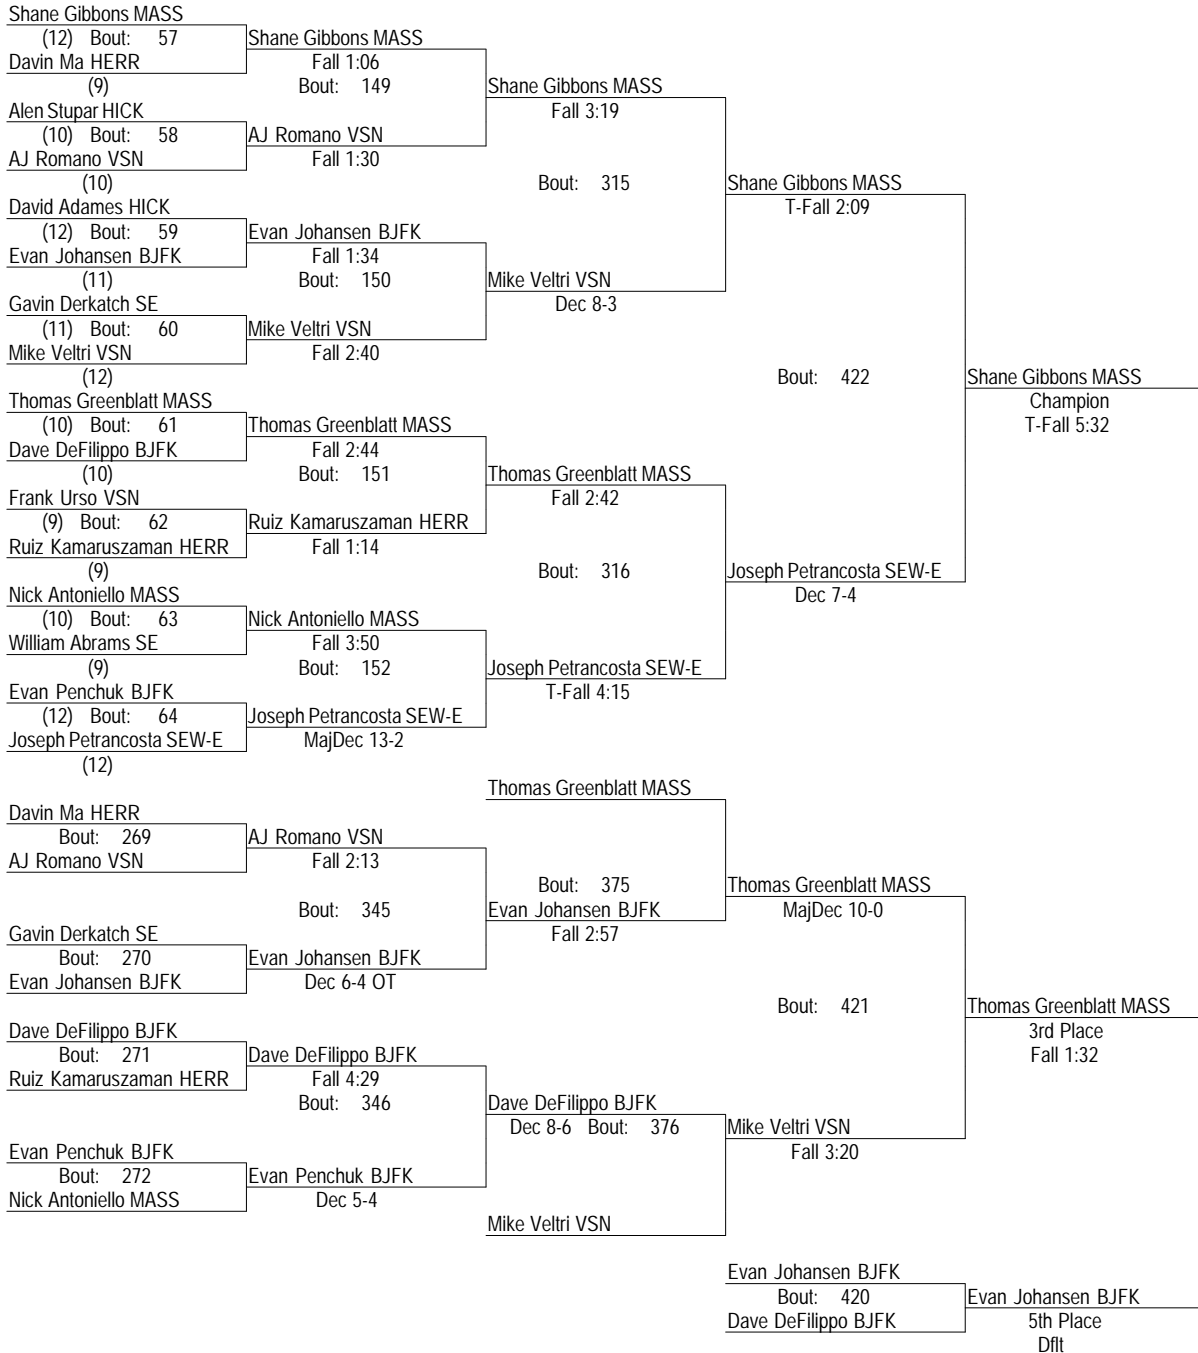 Shane Gibbons MASS
(12) Bout: 57
Shane Gibbons MASS
Davin Ma HERR
Fall 1:06
(9)
Bout: 149
Shane Gibbons MASS
Alen Stupar HICK
Fall 3:19
(10) Bout: 58
AJ Romano VSN
AJ Romano VSN
Fall 1:30
(10)
Bout: 315
Shane Gibbons MASS
David Adames HICK
T-Fall 2:09
(12) Bout: 59
Evan Johansen BJFK
Evan Johansen BJFK
Fall 1:34
(11)
Bout: 150
Mike Veltri VSN
Gavin Derkatch SE
Dec 8-3
(11) Bout: 60
Mike Veltri VSN
Mike Veltri VSN
Fall 2:40
(12)
Bout: 422
Shane Gibbons MASS
Thomas Greenblatt MASS
Champion
(10) Bout: 61
Thomas Greenblatt MASS
T-Fall 5:32
Dave DeFilippo BJFK
Fall 2:44
(10)
Bout: 151
Thomas Greenblatt MASS
Frank Urso VSN
Fall 2:42
(9) Bout: 62
Ruiz Kamaruszaman HERR
Ruiz Kamaruszaman HERR
Fall 1:14
(9)
Bout: 316
Joseph Petrancosta SEW-E
Nick Antoniello MASS
Dec 7-4
(10) Bout: 63
Nick Antoniello MASS
William Abrams SE
Fall 3:50
(9)
Bout: 152
Joseph Petrancosta SEW-E
Evan Penchuk BJFK
T-Fall 4:15
(12) Bout: 64
Joseph Petrancosta SEW-E
Joseph Petrancosta SEW-E
MajDec 13-2
(12)
Thomas Greenblatt MASS
Davin Ma HERR
Bout: 269
AJ Romano VSN
AJ Romano VSN
Fall 2:13
Bout: 375
Thomas Greenblatt MASS
Bout: 345
Evan Johansen BJFK
MajDec 10-0
Gavin Derkatch SE
Fall 2:57
Bout: 270
Evan Johansen BJFK
Evan Johansen BJFK
Dec 6-4 OT
Bout: 421
Thomas Greenblatt MASS
Dave DeFilippo BJFK
3rd Place
Bout: 271
Dave DeFilippo BJFK
Fall 1:32
Ruiz Kamaruszaman HERR
Fall 4:29
Bout: 346
Dave DeFilippo BJFK
Dec 8-6 Bout: 376
Mike Veltri VSN
Evan Penchuk BJFK
Fall 3:20
Bout: 272
Evan Penchuk BJFK
Nick Antoniello MASS
Dec 5-4
Mike Veltri VSN
Evan Johansen BJFK
Bout: 420
Evan Johansen BJFK
Dave DeFilippo BJFK
5th Place
Dflt